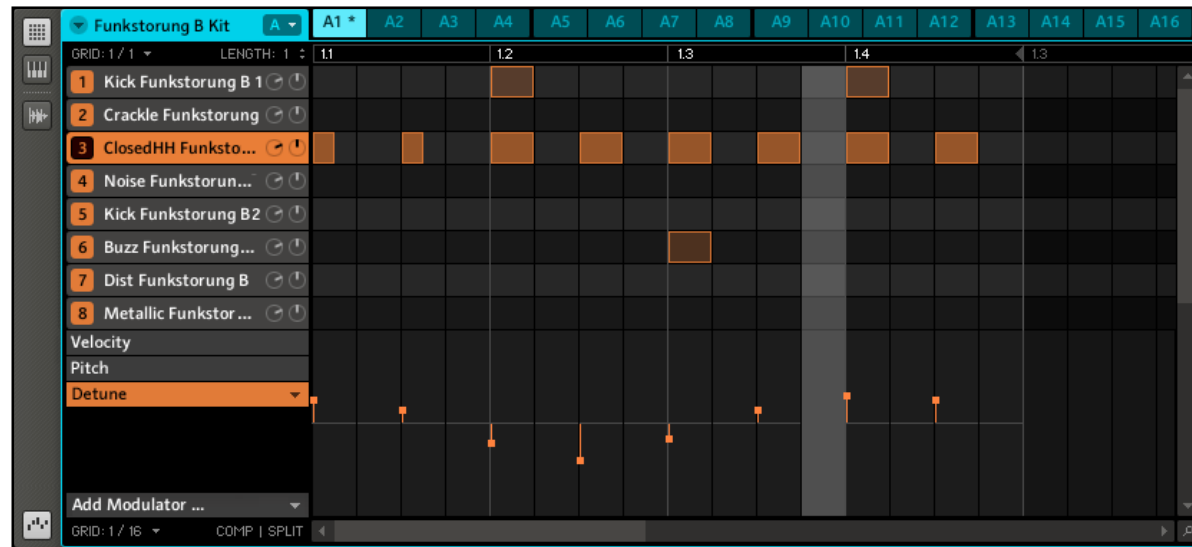 Funkstorung B Kit A A1 * A2 A3 A4 A5 A6 A7 A8 A9 A10 A11 A12 A13 A14 A15 A16
GRID: 1 / 1 LENGTH: 1 1.1 1.2 1.3 1.4 1.3
1 Kick Funkstorung B 1
2 Crackle Funkstorung
3 ClosedHH Funksto...
4 Noise Funkstorun...
5 Kick Funkstorung B2
6 Buzz Funkstorung...
7 Dist Funkstorung B
8 Metallic Funkstor...
Velocity
Pitch
Detune
Add Modulator ...
GRID: 1 / 16 COMP | SPLIT